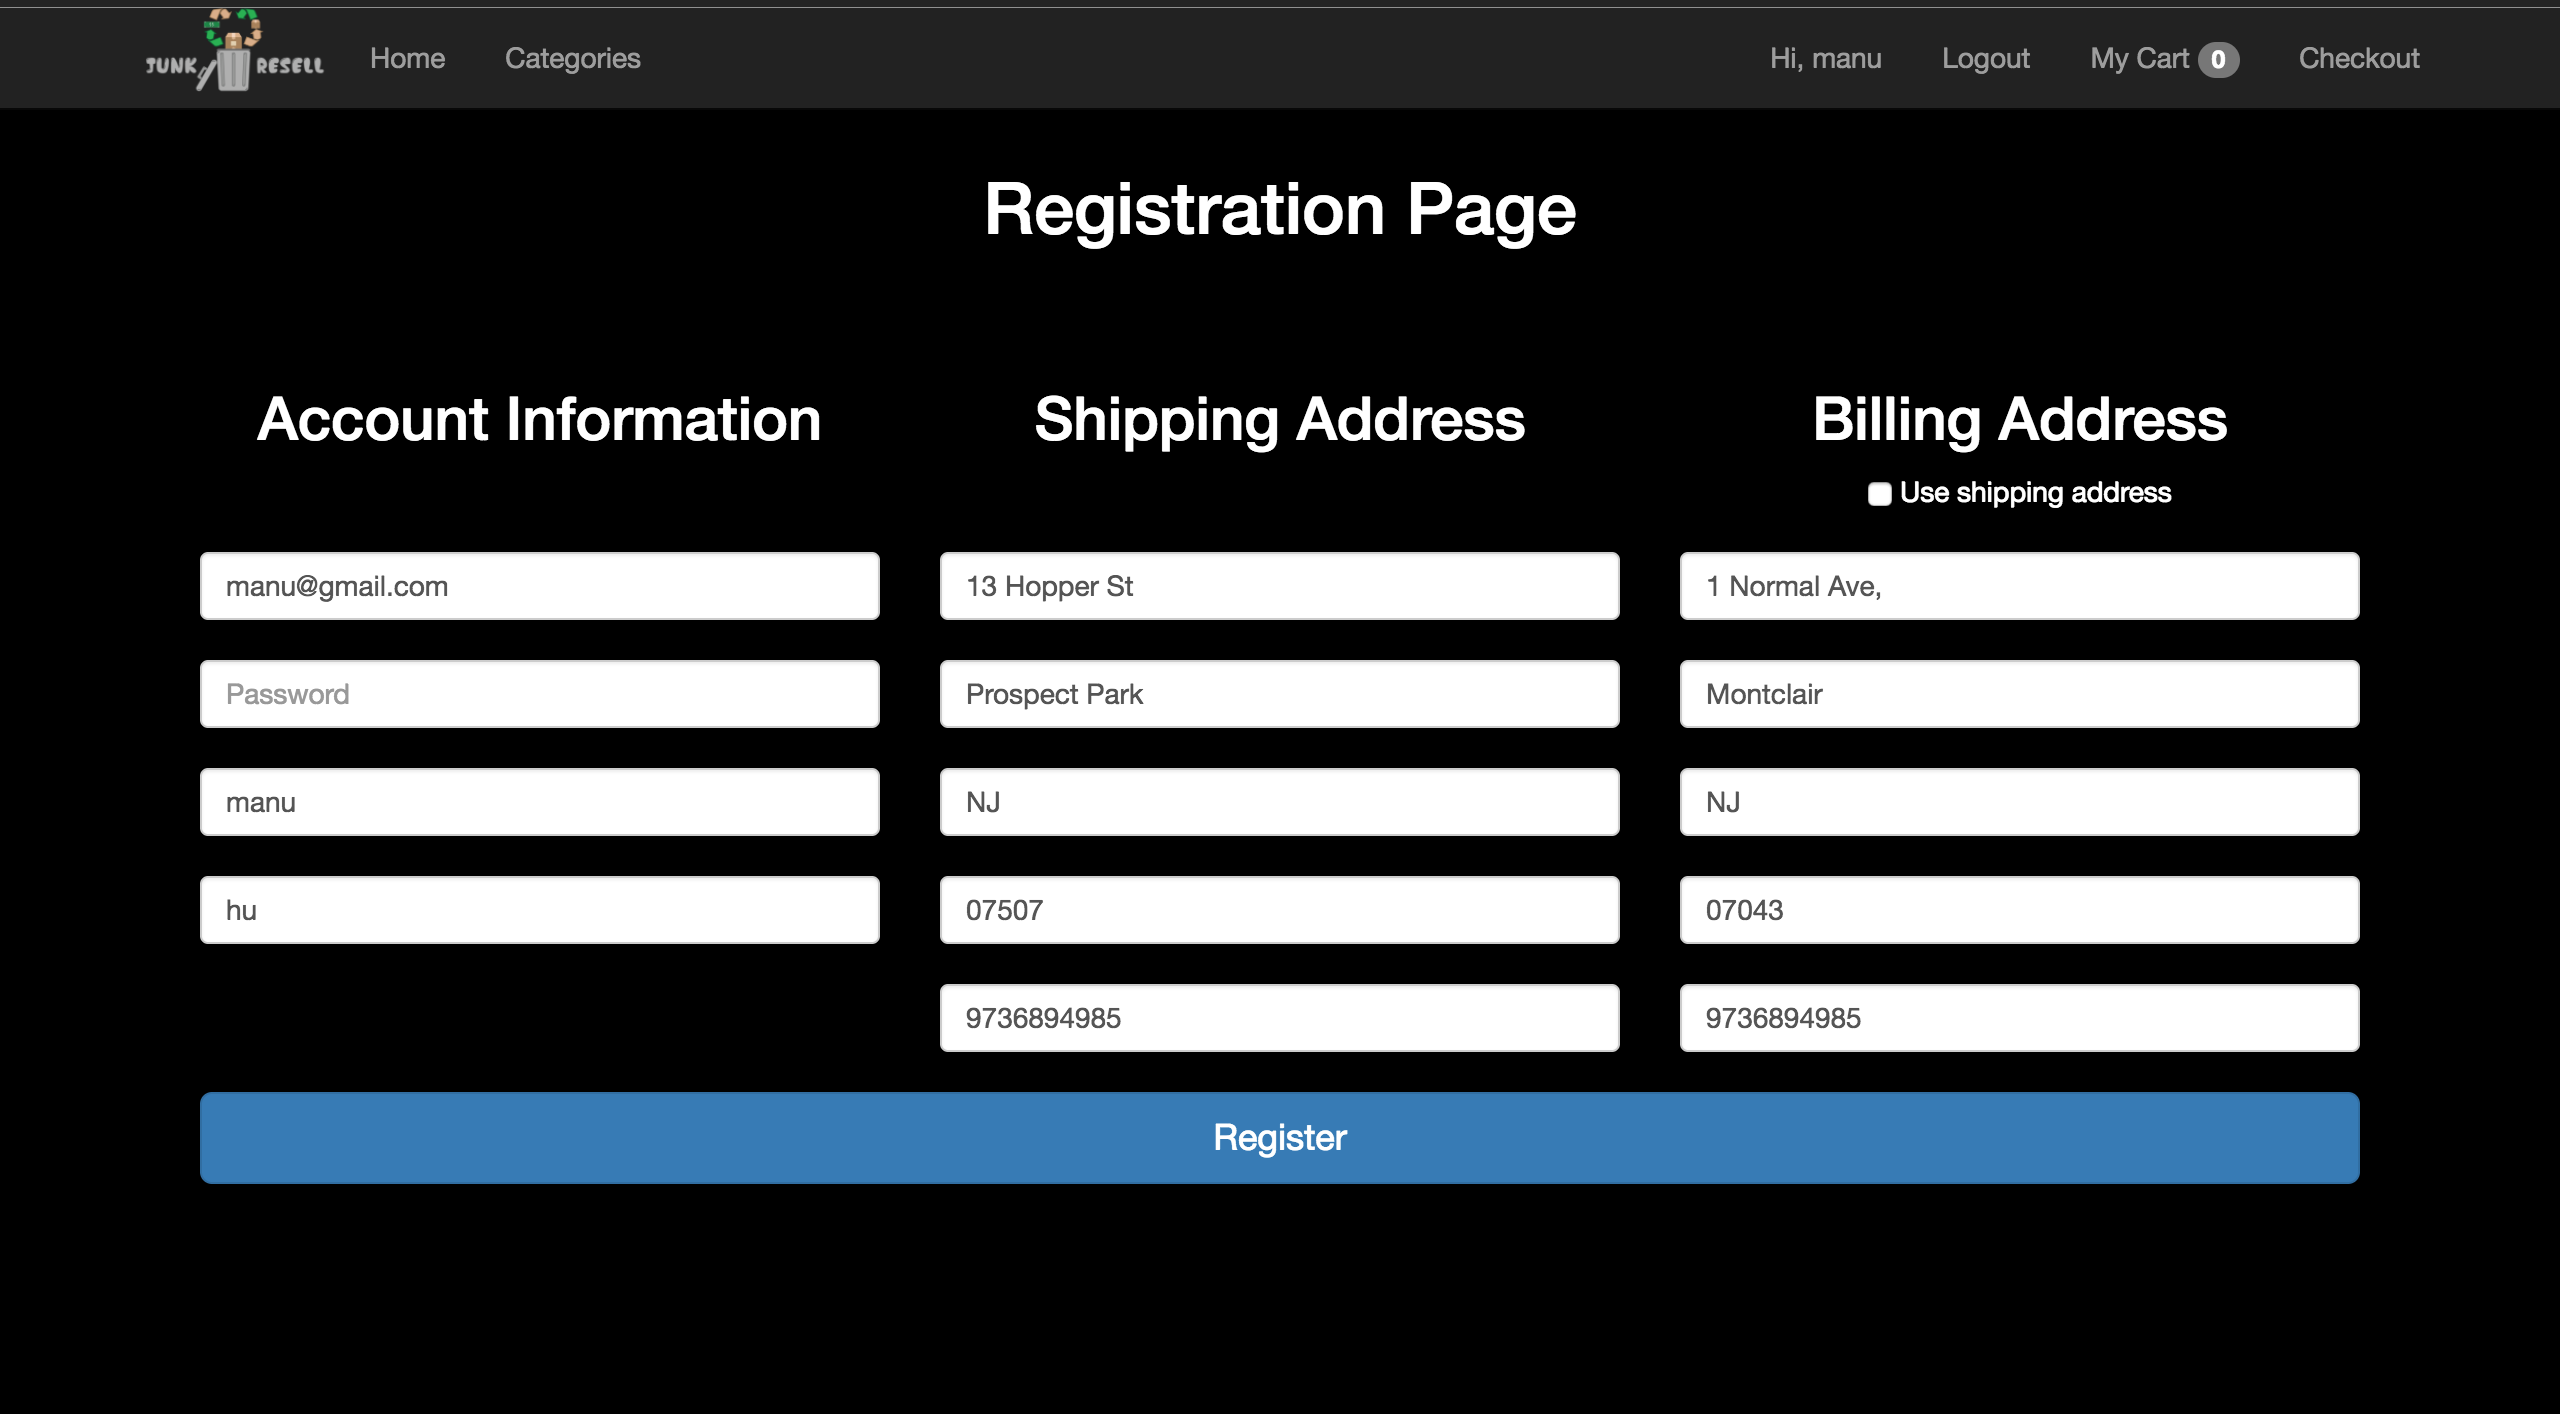 JUNK RESELL Home Categories Hi, manu Logout My Cart 0 Checkout
Registration Page
Account Information
manu@gmail.com
Password
manu
hu
Shipping Address
13 Hopper St
Prospect Park
NJ
07507
9736894985
Billing Address
Use shipping address
1 Normal Ave,
Montclair
NJ
07043
9736894985
Register